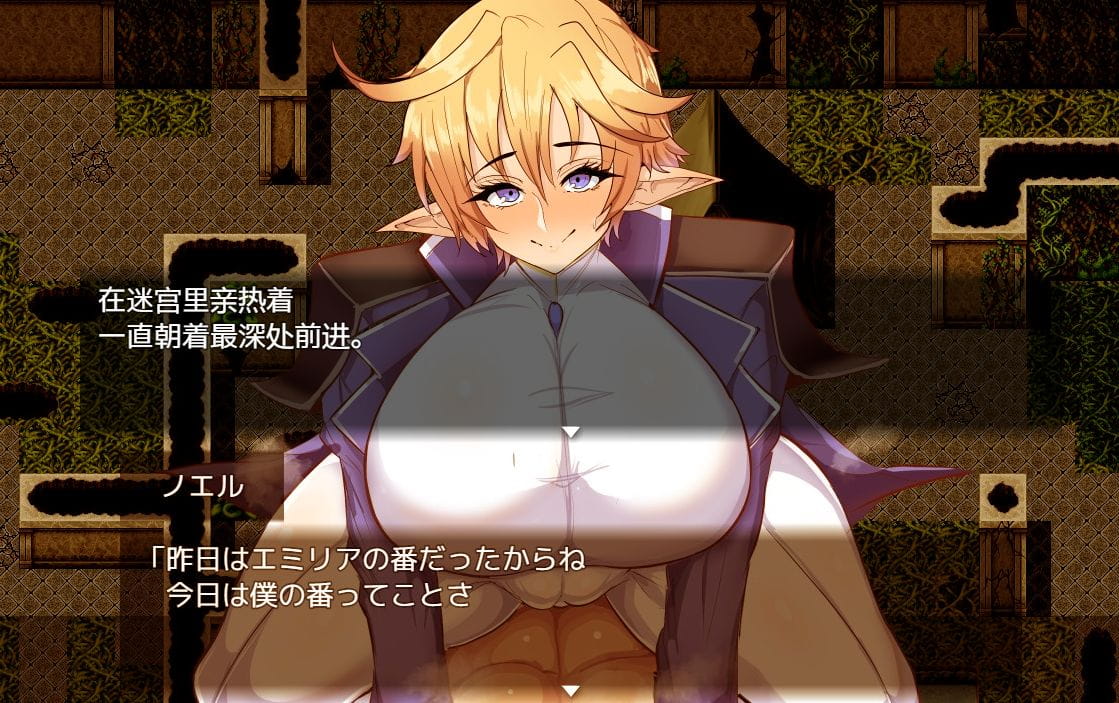 在迷宫里亲热着
一直朝着最深处前进。
ノエル
「昨日はエミリアの番だったからね
今日は僕の番ってことさ